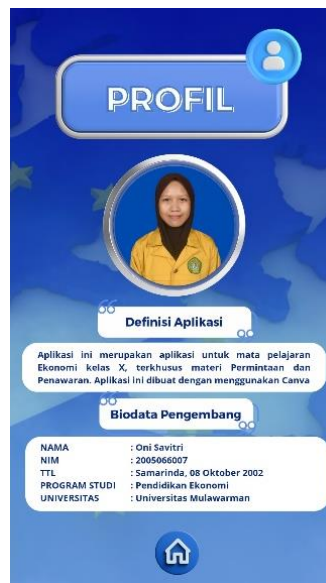 PROFIL
Definisi Aplikasi
Aplikasi ini merupakan aplikasi untuk mata pelajaran
Ekonomi kelas X, terkhusus materi Permintaan dan
Penawaran. Aplikasi ini dibuat dengan menggunakan Canva
Biodata Pengembang
NAMA : Oni Savitri
NIM : 2005066007
TTL : Samarinda, 08 Oktober 2002
PROGRAM STUDI : Pendidikan Ekonomi
UNIVERSITAS : Universitas Mulawarman